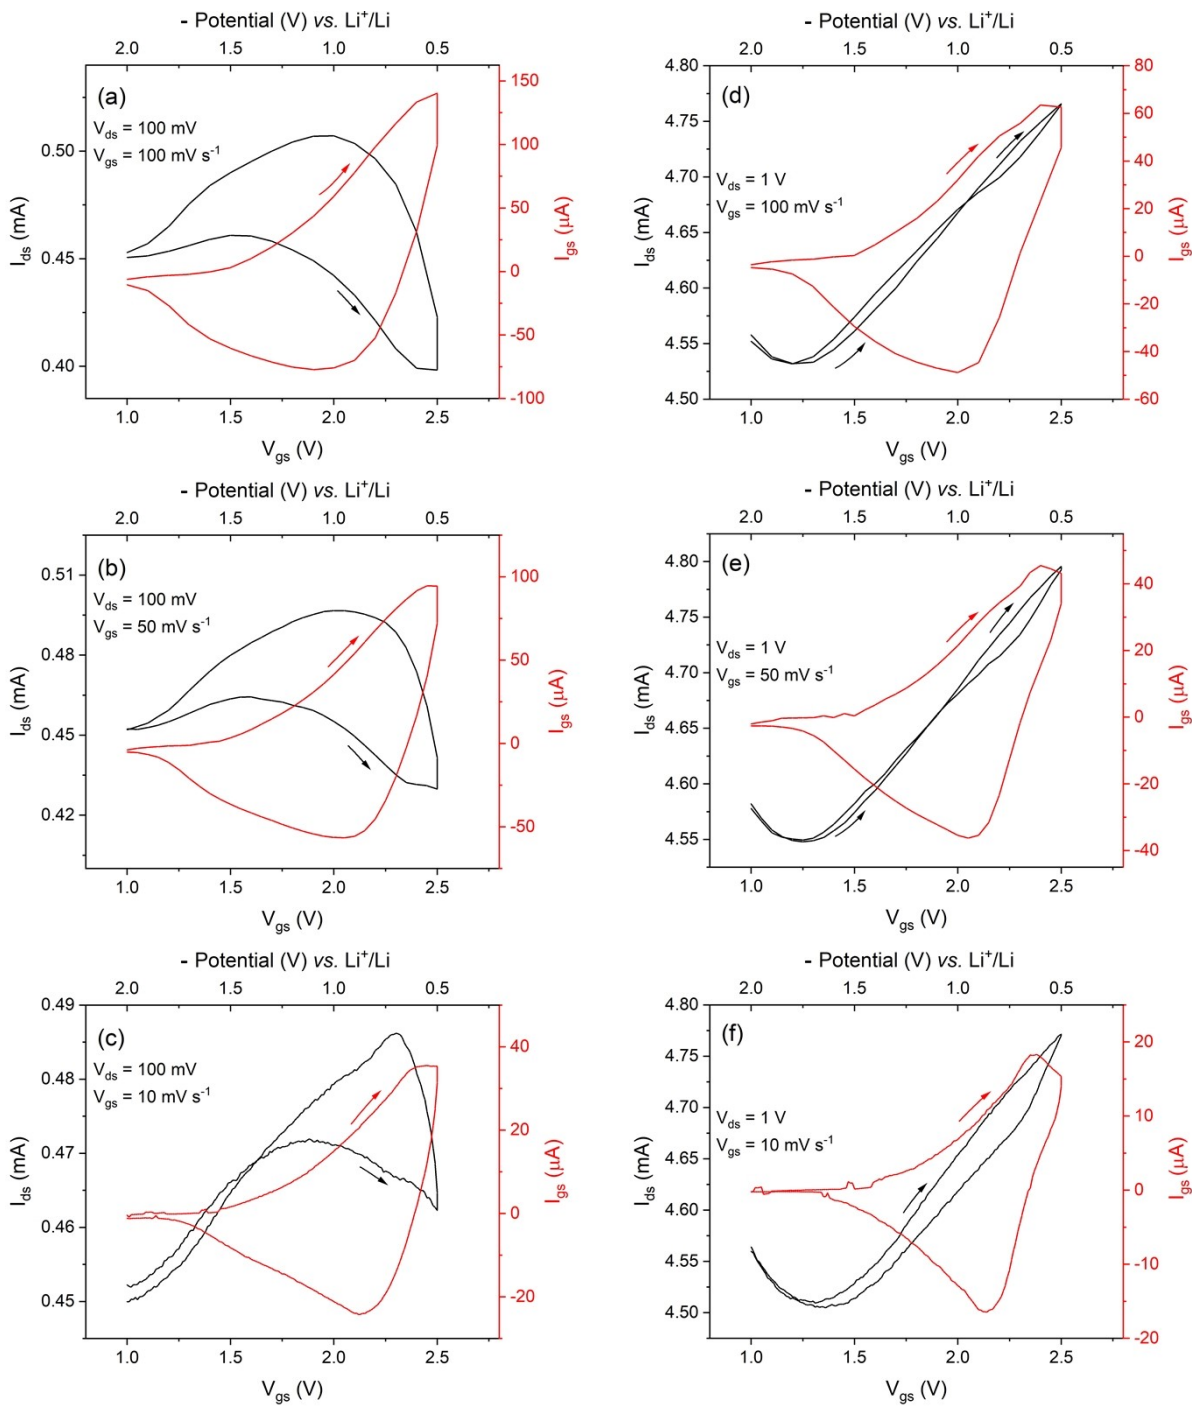 - Potential (V) vs. Li⁺/Li
2.0 1.5 1.0 0.5
(a)
V_ds = 100 mV
V_gs = 100 mV s⁻¹
0.50
0.45
0.40
I_ds (mA)
150
100
50
0
-50
-100
I_gs (µA)
1.0 1.5 2.0 2.5
V_gs (V)
- Potential (V) vs. Li⁺/Li
2.0 1.5 1.0 0.5
(d)
V_ds = 1 V
V_gs = 100 mV s⁻¹
4.80
4.75
4.70
4.65
4.60
4.55
4.50
I_ds (mA)
80
60
40
20
0
-20
-40
-60
I_gs (µA)
1.0 1.5 2.0 2.5
V_gs (V)
- Potential (V) vs. Li⁺/Li
2.0 1.5 1.0 0.5
(b)
V_ds = 100 mV
V_gs = 50 mV s⁻¹
0.51
0.48
0.45
0.42
I_ds (mA)
100
50
0
-50
I_gs (µA)
1.0 1.5 2.0 2.5
V_gs (V)
- Potential (V) vs. Li⁺/Li
2.0 1.5 1.0 0.5
(e)
V_ds = 1 V
V_gs = 50 mV s⁻¹
4.80
4.75
4.70
4.65
4.60
4.55
I_ds (mA)
40
20
0
-20
-40
I_gs (µA)
1.0 1.5 2.0 2.5
V_gs (V)
- Potential (V) vs. Li⁺/Li
2.0 1.5 1.0 0.5
(c)
V_ds = 100 mV
V_gs = 10 mV s⁻¹
0.49
0.48
0.47
0.46
0.45
I_ds (mA)
40
20
0
-20
I_gs (µA)
1.0 1.5 2.0 2.5
V_gs (V)
- Potential (V) vs. Li⁺/Li
2.0 1.5 1.0 0.5
(f)
V_ds = 1 V
V_gs = 10 mV s⁻¹
4.80
4.75
4.70
4.65
4.60
4.55
4.50
I_ds (mA)
20
10
0
-10
-20
I_gs (µA)
1.0 1.5 2.0 2.5
V_gs (V)